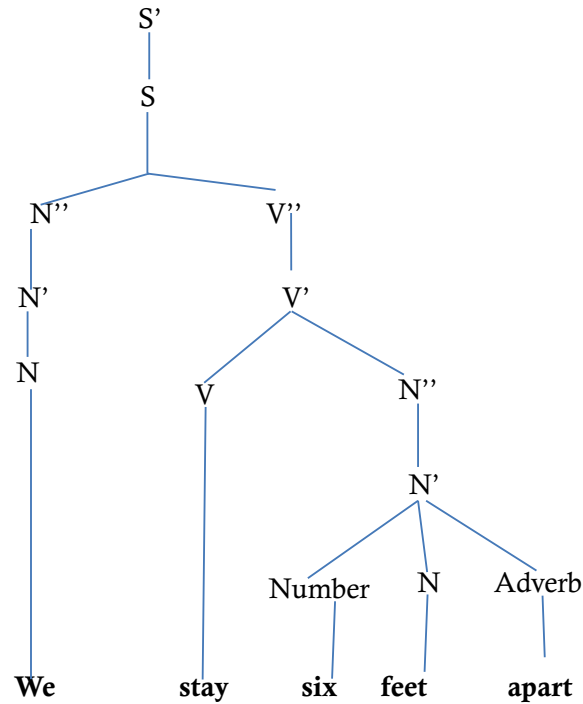 S’
S
N’’ V’’
N’ V’
N V N’’
N’
Number N Adverb
We stay six feet apart